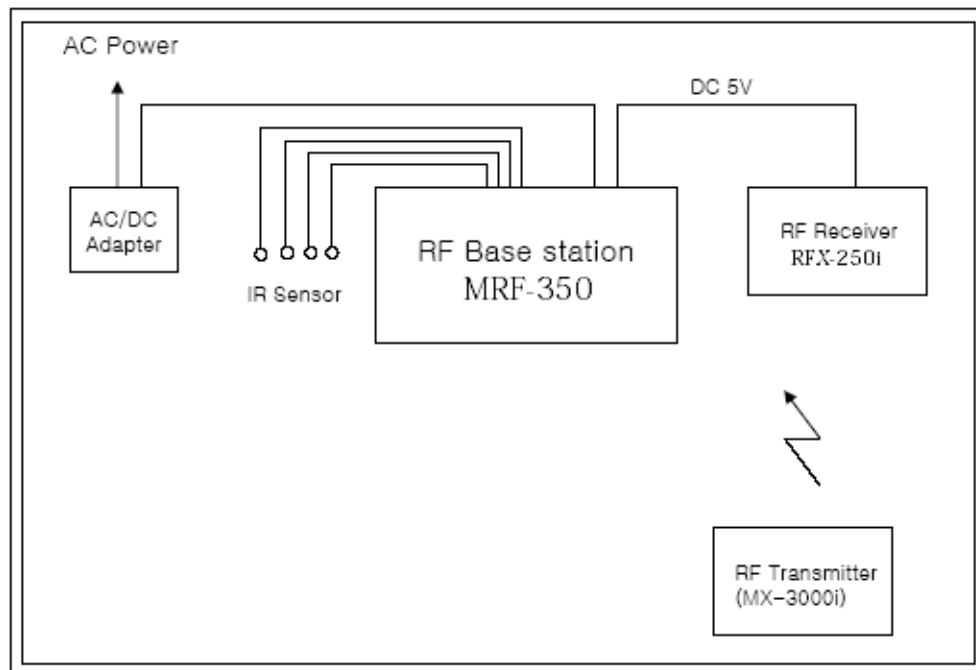 AC Power
DC 5V
AC/DC
Adapter
IR Sensor
RF Base station
MRF-350
RF Receiver
RFX-250i
RF Transmitter
(MX-3000i)